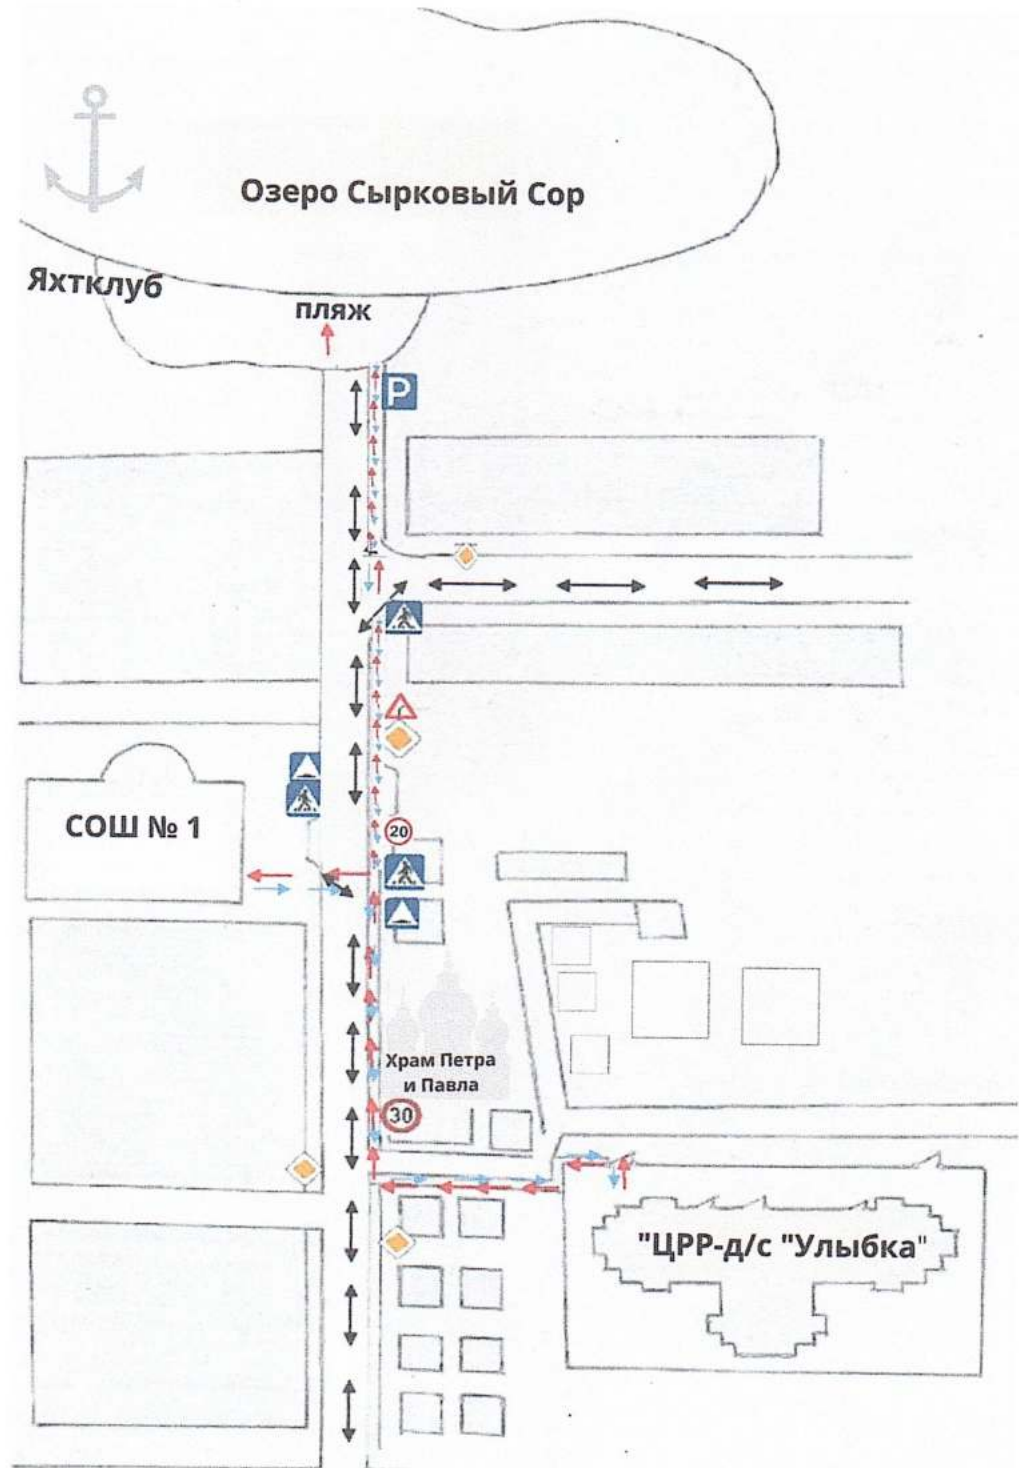 Озеро Сырковый Сор
Яхтклуб
пляж
P
СОШ № 1
20
Храм Петра
и Павла
30
"ЦРР-д/с "Улыбка"